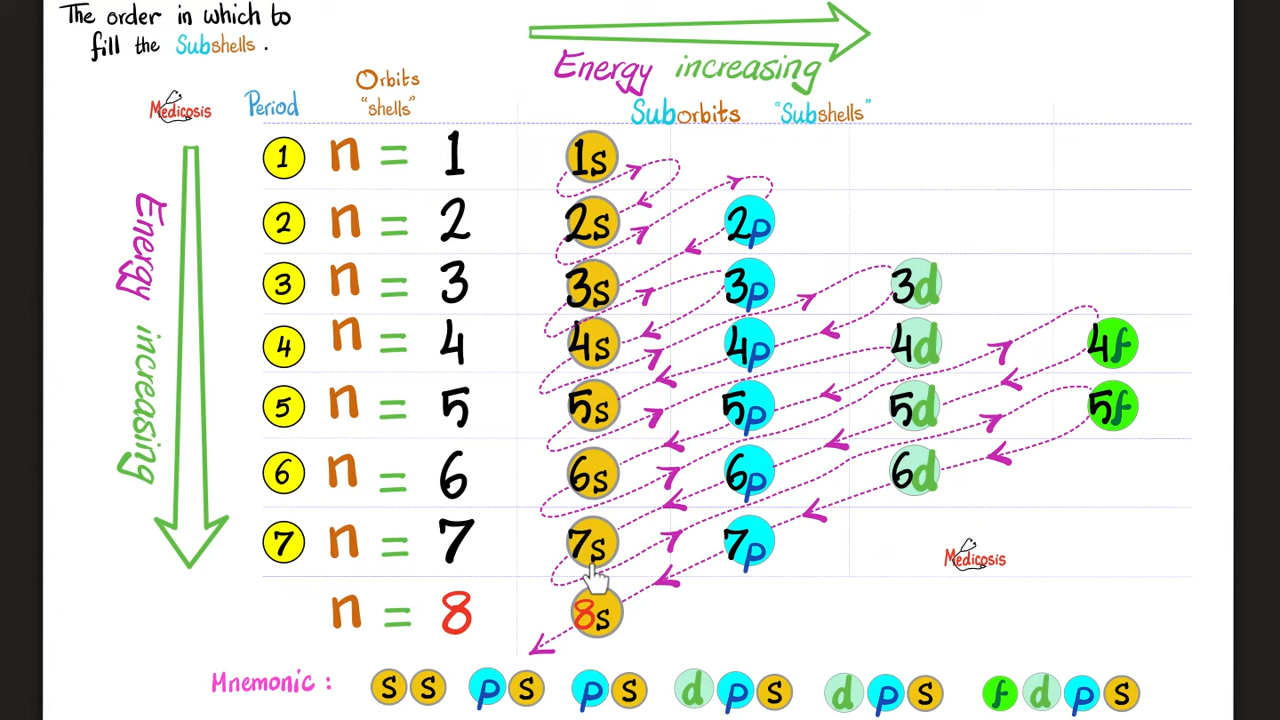 The order in which to
fill the Subshells.
Energy increasing
Medicosis Period Orbits
"shells"
Suborbits "Subshells"
Energy increasing
1 n = 1 1s
2 n = 2 2s 2p
3 n = 3 3s 3p 3d
4 n = 4 4s 4p 4d 4f
5 n = 5 5s 5p 5d 5f
6 n = 6 6s 6p 6d
7 n = 7 7s 7p
Medicosis
n = 8 8s
Mnemonic : s s p s p s d p s d p s f d p s